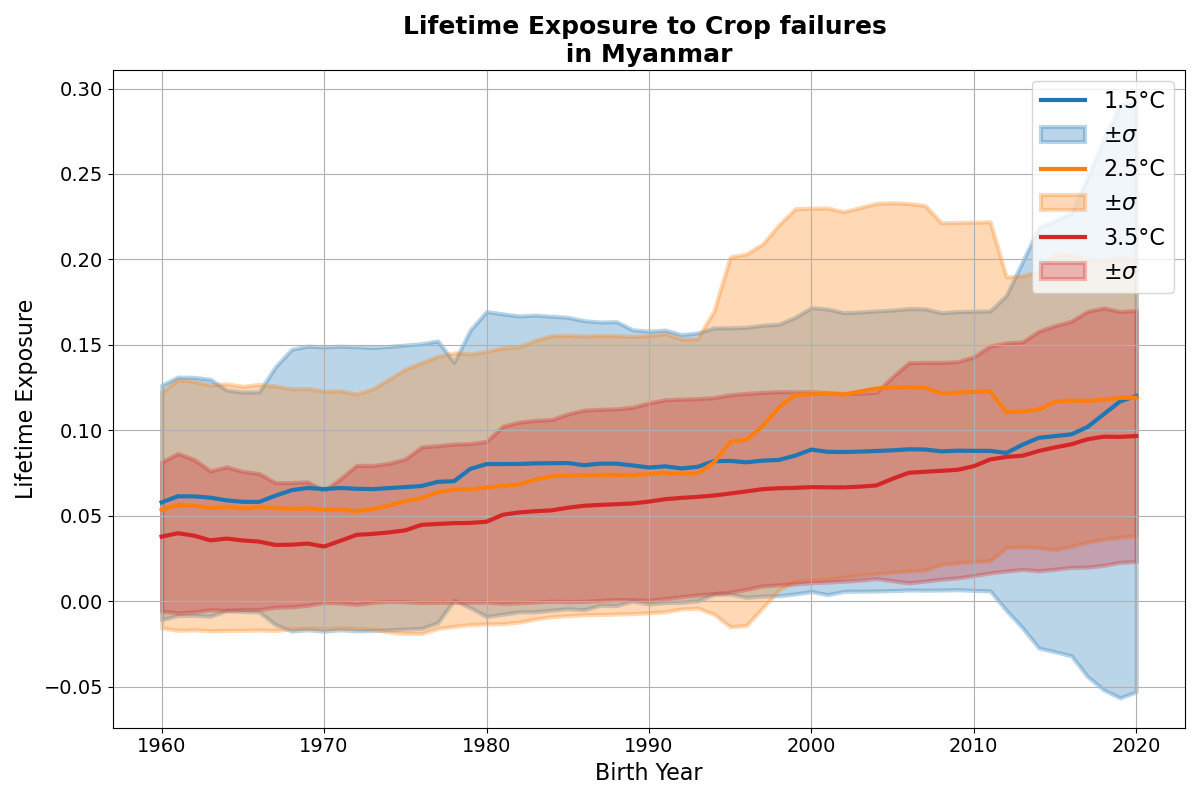 Lifetime Exposure to Crop failures
in Myanmar
0.30
0.25
0.20
0.15
0.10
0.05
0.00
−0.05
Lifetime Exposure
1.5°C
±σ
2.5°C
±σ
3.5°C
±σ
1960 1970 1980 1990 2000 2010 2020
Birth Year